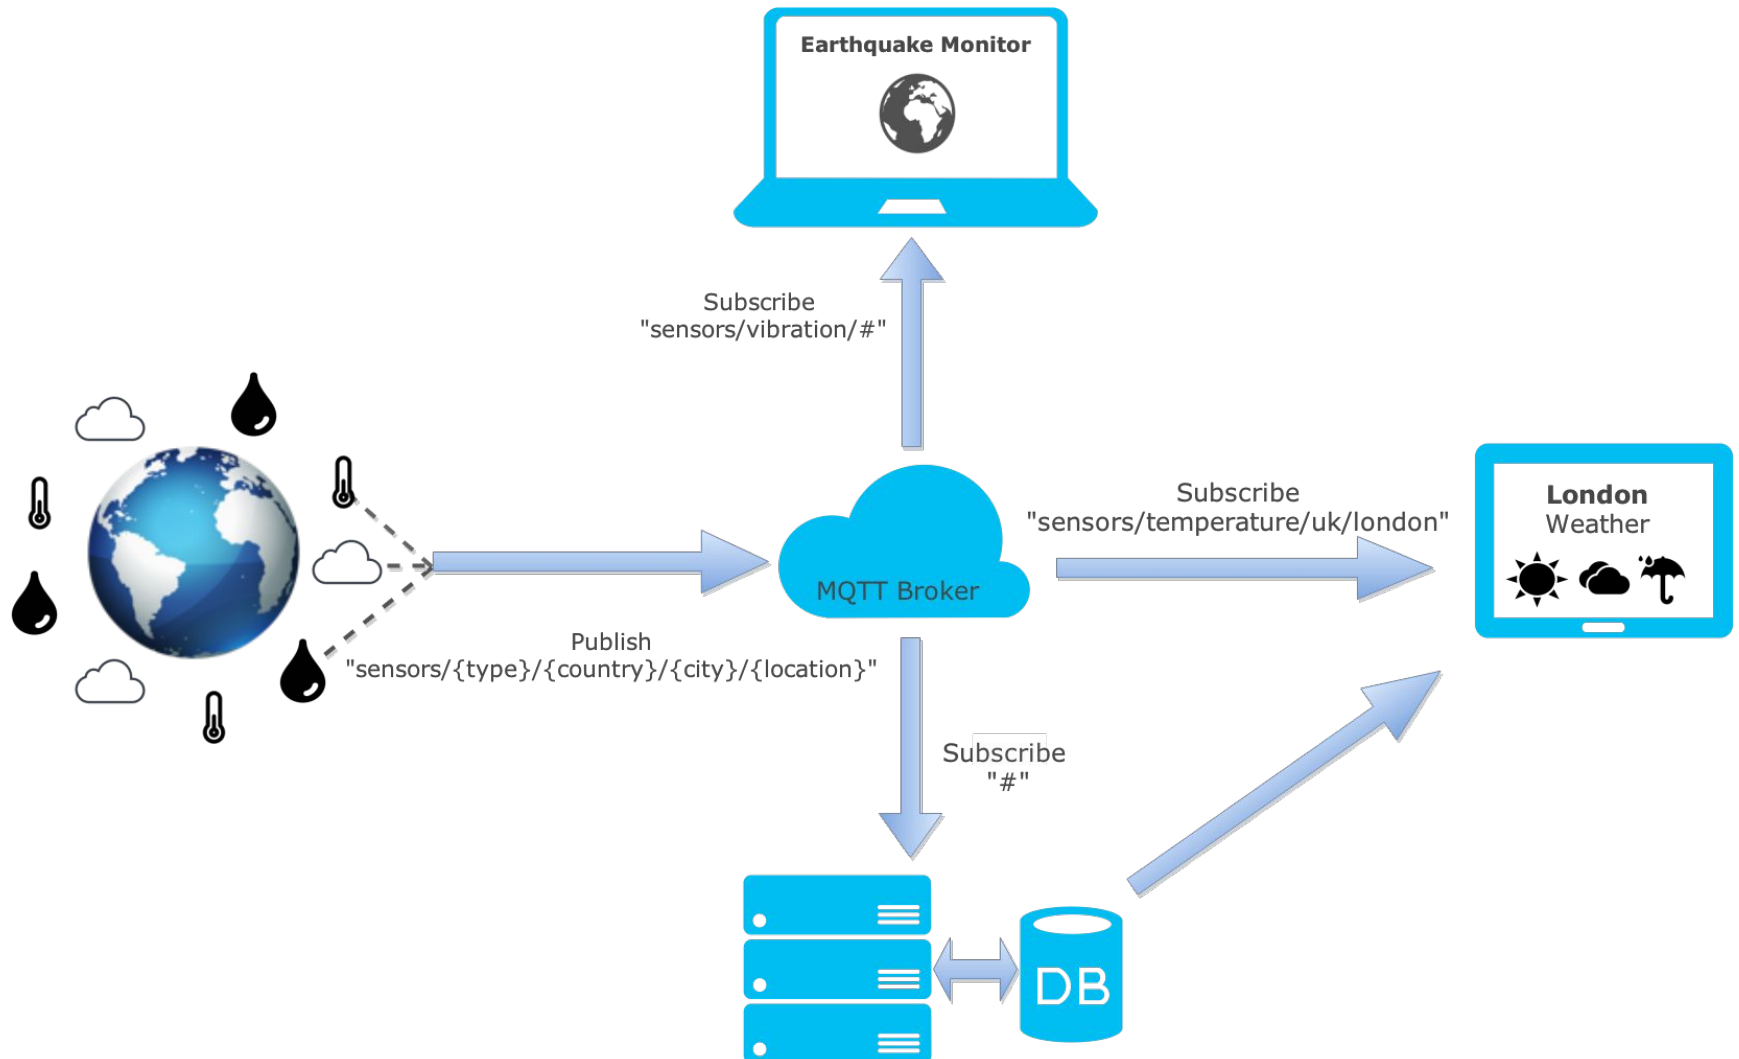 Earthquake Monitor
Subscribe
"sensors/vibration/#"
Subscribe
"sensors/temperature/uk/london"
London
Weather
MQTT Broker
Publish
"sensors/{type}/{country}/{city}/{location}"
Subscribe
"#"
DB